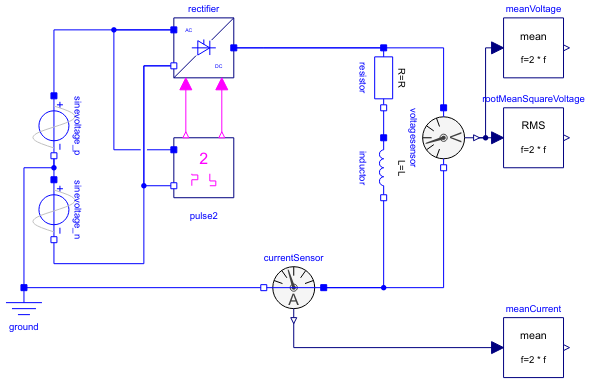 rectifier
meanVoltage
AC
DC
mean
f=2 * f
sinevoltage_p
+
−
resistor
R=R
voltagesensor
rootMeanSquareVoltage
RMS
f=2 * f
2
pulse2
inductor
L=L
sinevoltage_n
+
−
currentSensor
A
ground
meanCurrent
mean
f=2 * f